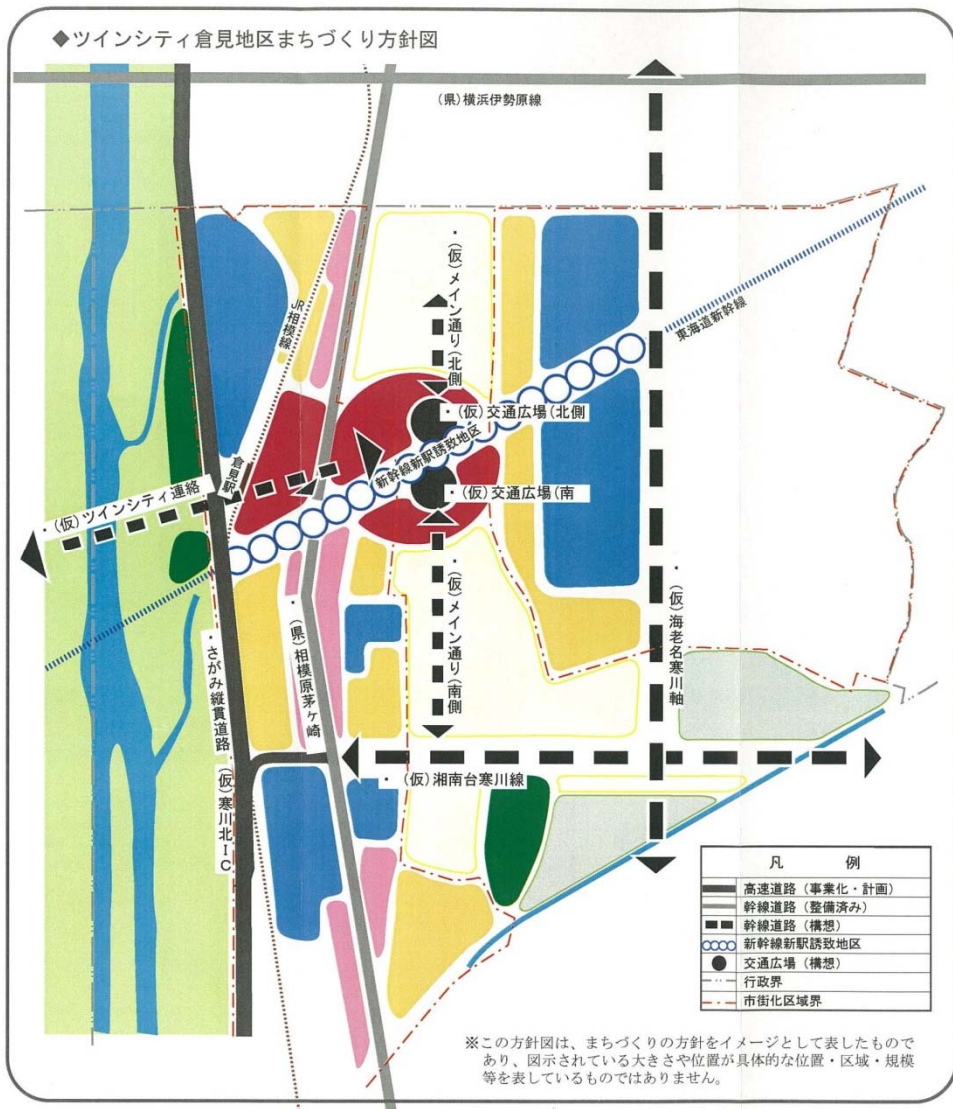 ◆ツインシティ倉見地区まちづくり方針図
(県)横浜伊勢原線
・(仮)メイン通り(北側
JR相模線
東海道新幹線
・(仮)交通広場(北側
新幹線新駅誘致地区
倉見駅
・(仮)交通広場(南
・(仮)ツインシティ連絡
・(仮)メイン通り(南側
・(仮)海老名寒川軸
・(県)相模原茅ヶ崎
・さがみ縦貫道路
・(仮)寒川北IC
・(仮)湘南台寒川線
凡 例
高速道路(事業化・計画)
幹線道路(整備済み)
幹線道路(構想)
新幹線新駅誘致地区
交通広場(構想)
行政界
市街化区域界
※この方針図は、まちづくりの方針をイメージとして表したもので
あり、図示されている大きさや位置が具体的な位置・区域・規模
等を表しているものではありません。